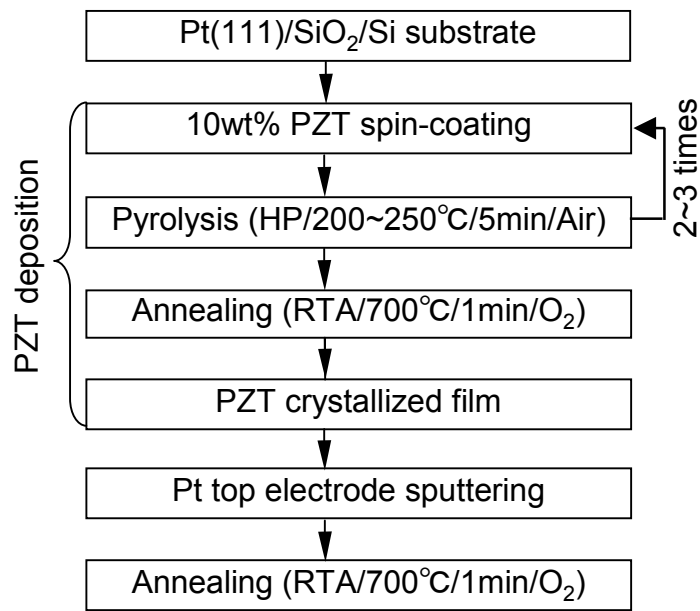 Pt(111)/SiO₂/Si substrate
10wt% PZT spin-coating
Pyrolysis (HP/200~250℃/5min/Air)
2~3 times
Annealing (RTA/700℃/1min/O₂)
PZT crystallized film
PZT deposition
Pt top electrode sputtering
Annealing (RTA/700℃/1min/O₂)